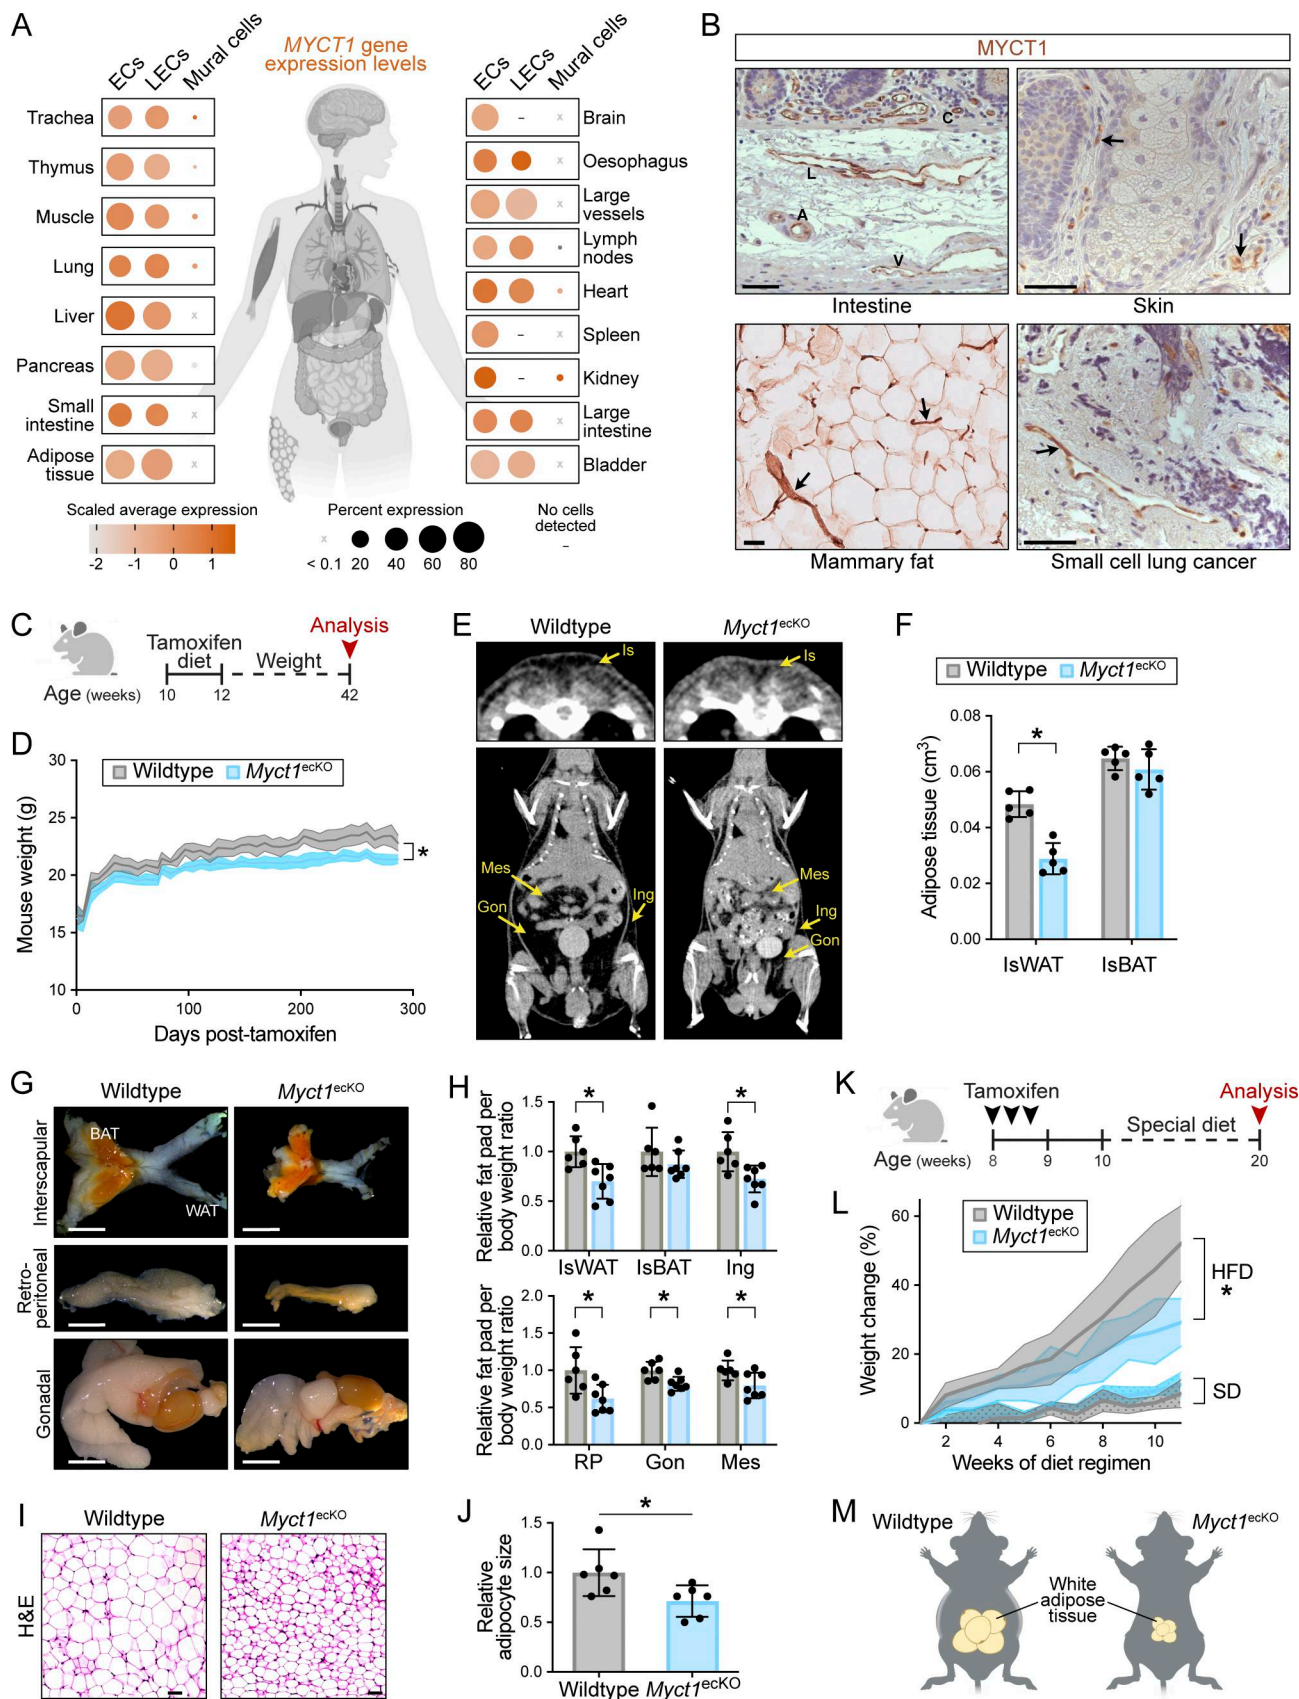 A
MYCT1 gene
expression levels
ECs
LECs
Mural cells
Trachea
Thymus
Muscle
Lung
Liver
x
Pancreas
Small
intestine
x
Adipose
tissue
x
ECs
LECs
Mural cells
– x Brain
x Oesophagus
x Large
vessels
Lymph
nodes
Heart
– x Spleen
– Kidney
x Large
intestine
x Bladder
Scaled average expression
-2 -1 0 1
Percent expression
x
< 0.1 20 40 60 80
No cells
detected
–
B
MYCT1
C
L
A
V
Intestine
Skin
Mammary fat
Small cell lung cancer
C
Analysis
Tamoxifen
diet
Weight
Age (weeks)
10 12 42
D
Wildtype Myct1ecKO
Mouse weight (g)
30
25
20
15
10
*
0 100 200 300
Days post-tamoxifen
E
Wildtype Myct1ecKO
Is
Is
Mes
Gon
Ing
Mes
Ing
Gon
F
Wildtype Myct1ecKO
Adipose tissue (cm3)
0.08
0.06
0.04
0.02
0.00
*
IsWAT IsBAT
G
Wildtype Myct1ecKO
Interscapular
BAT
WAT
Retro-
peritoneal
Gonadal
H
Relative fat pad per
body weight ratio
1.5
1.0
0.5
0.0
* *
IsWAT IsBAT Ing
Relative fat pad per
body weight ratio
2.0
1.5
1.0
0.5
0.0
* * *
RP Gon Mes
I
Wildtype Myct1ecKO
H&E
J
Relative
adipocyte size
1.5
1.0
0.5
0.0
*
Wildtype Myct1ecKO
K
Tamoxifen
Analysis
Special diet
Age (weeks)
8 9 10 20
L
Wildtype
Myct1ecKO
Weight change (%)
60
40
20
0
HFD
*
SD
2 4 6 8 10
Weeks of diet regimen
M
Wildtype Myct1ecKO
White
adipose
tissue